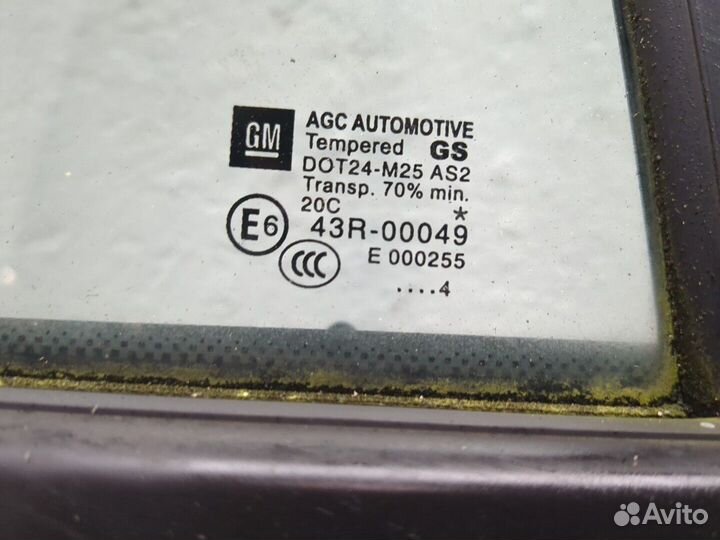 GM
AGC AUTOMOTIVE
Tempered GS
DOT24-M25 AS2
Transp. 70% min.
20C *
E6 43R-00049
CCC E 000255
....4
Avito